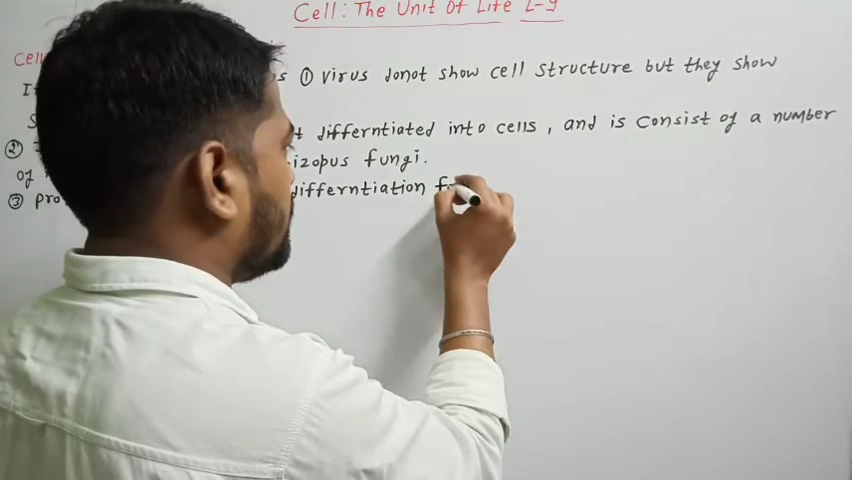 Cell : The Unit Of Life L-9
Cell
① Virus donot show cell structure but they show
differntiated into cells , and is consist of a number
② izopus fungi.
of
③ pro differntiation